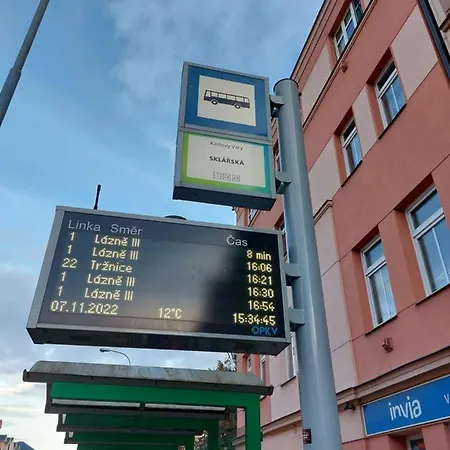 Karlovy Vary
SKLÁŘSKÁ
Linka Směr Čas
1 Lázně III 8 min
1 Lázně III 16:06
22 Tržnice 16:21
1 Lázně III 16:30
1 Lázně III 16:54
07.11.2022 12°C 15:34:45
DPKV
invia